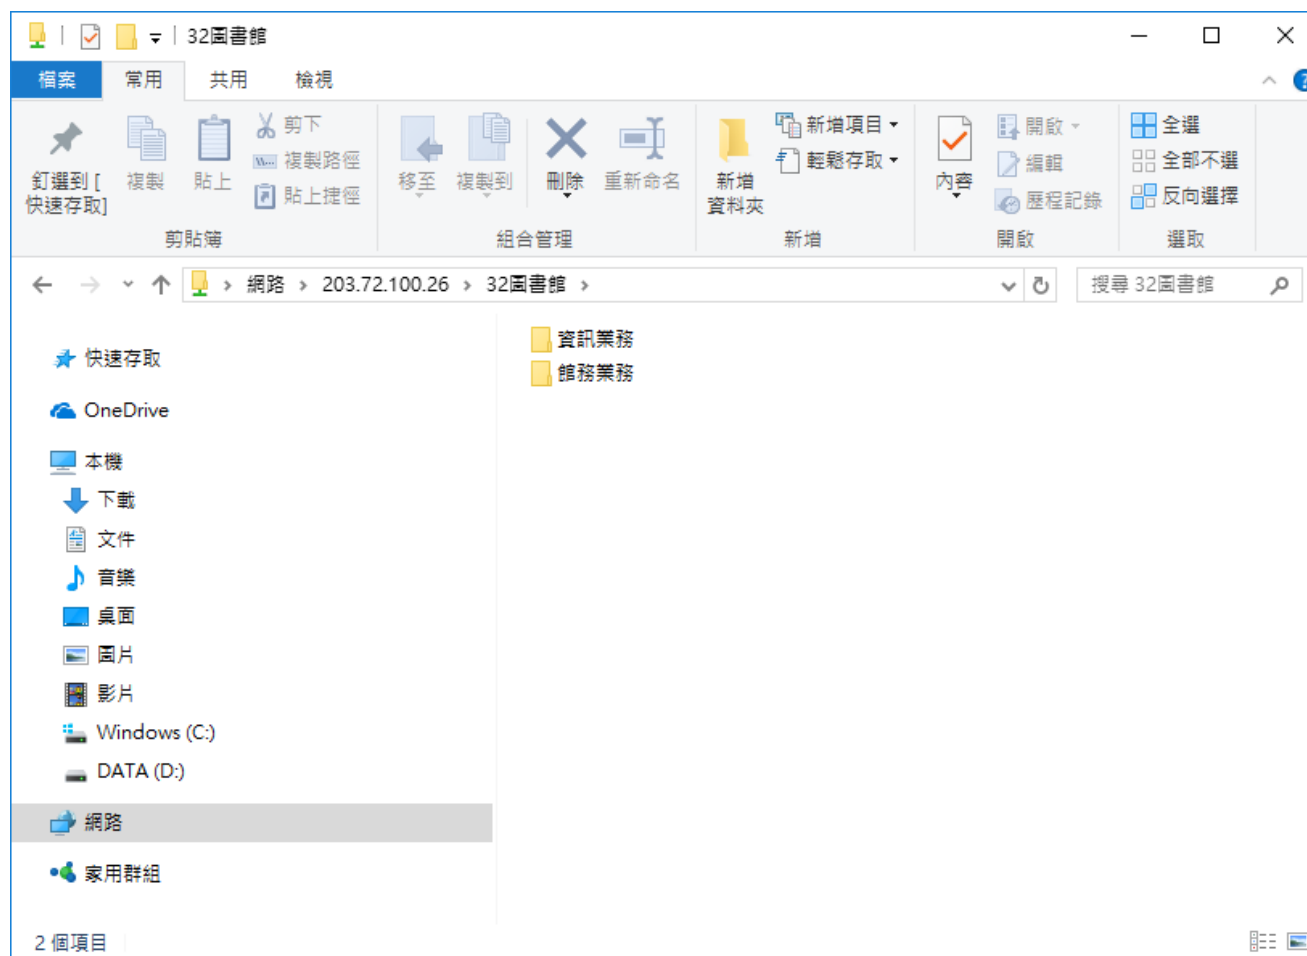 32圖書館
檔案 常用 共用 檢視
釘選到 [
快速存取]
複製
貼上
剪下
複製路徑
貼上捷徑
剪貼簿
移至
複製到
刪除
重新命名
組合管理
新增
資料夾
新增項目
輕鬆存取
新增
內容
開啟
編輯
歷程記錄
開啟
全選
全部不選
反向選擇
選取
網路 › 203.72.100.26 › 32圖書館 ›
搜尋 32圖書館
快速存取
OneDrive
本機
下載
文件
音樂
桌面
圖片
影片
Windows (C:)
DATA (D:)
網路
家用群組
資訊業務
館務業務
2 個項目